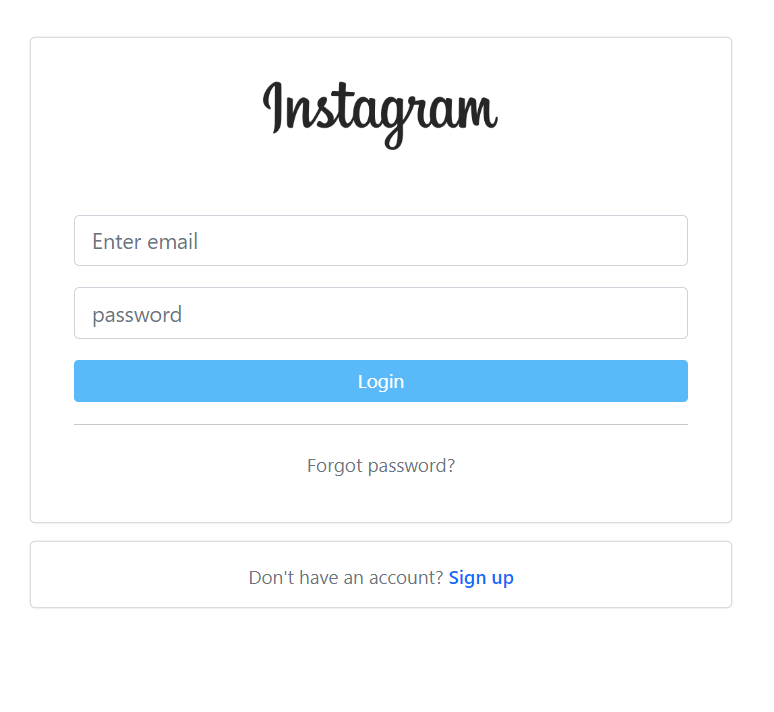 Instagram
Enter email
password
Login
Forgot password?
Don't have an account? Sign up